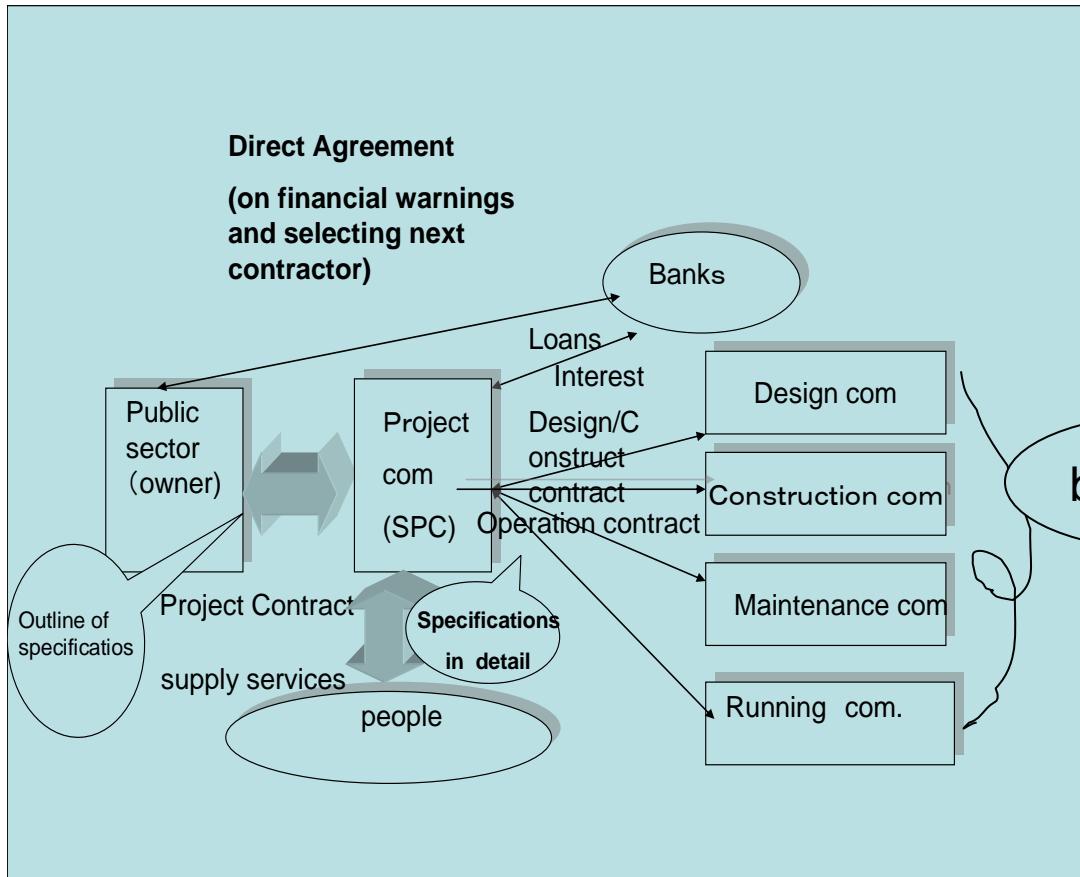 Direct Agreement
(on financial warnings
and selecting next
contractor)
Banks
Loans
Interest
Public
sector
（owner)
Project
com
(SPC)
Design/C
onstruct
contract
Operation contract
Design com
Construction com
Maintenance com
Running com.
Outline of
specificatios
Project Contract
supply services
Specifications
in detail
people